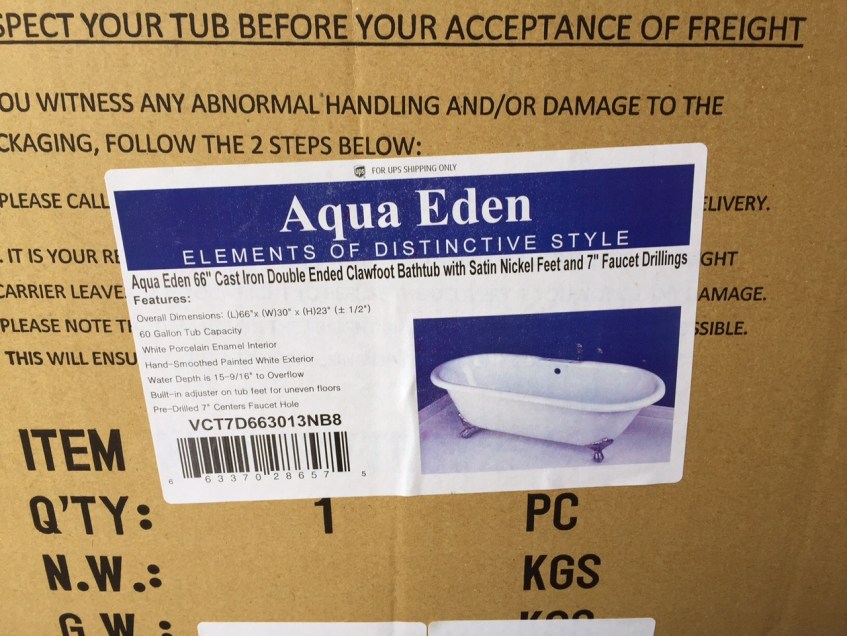 SPECT YOUR TUB BEFORE YOUR ACCEPTANCE OF FREIGHT
OU WITNESS ANY ABNORMAL HANDLING AND/OR DAMAGE TO THE
CKAGING, FOLLOW THE 2 STEPS BELOW:
ups FOR UPS SHIPPING ONLY
PLEASE CALL ELIVERY.
Aqua Eden
ELEMENTS OF DISTINCTIVE STYLE
. IT IS YOUR RE GHT
CARRIER LEAVE AMAGE.
PLEASE NOTE TH SSIBLE.
THIS WILL ENSU
Aqua Eden 66" Cast Iron Double Ended Clawfoot Bathtub with Satin Nickel Feet and 7" Faucet Drillings
Features:
Overall Dimensions: (L)66"x (W)30" x (H)23" (± 1/2")
60 Gallon Tub Capacity
White Porcelain Enamel Interior
Hand-Smoothed Painted White Exterior
Water Depth is 15-9/16" to Overflow
Built-in adjuster on tub feet for uneven floors
Pre-Drilled 7" Centers Faucet Hole
VCT7D663013NB8
6 63370 28657 5
ITEM
Q'TY: 1 PC
N.W.: KGS
G.W.: KGS